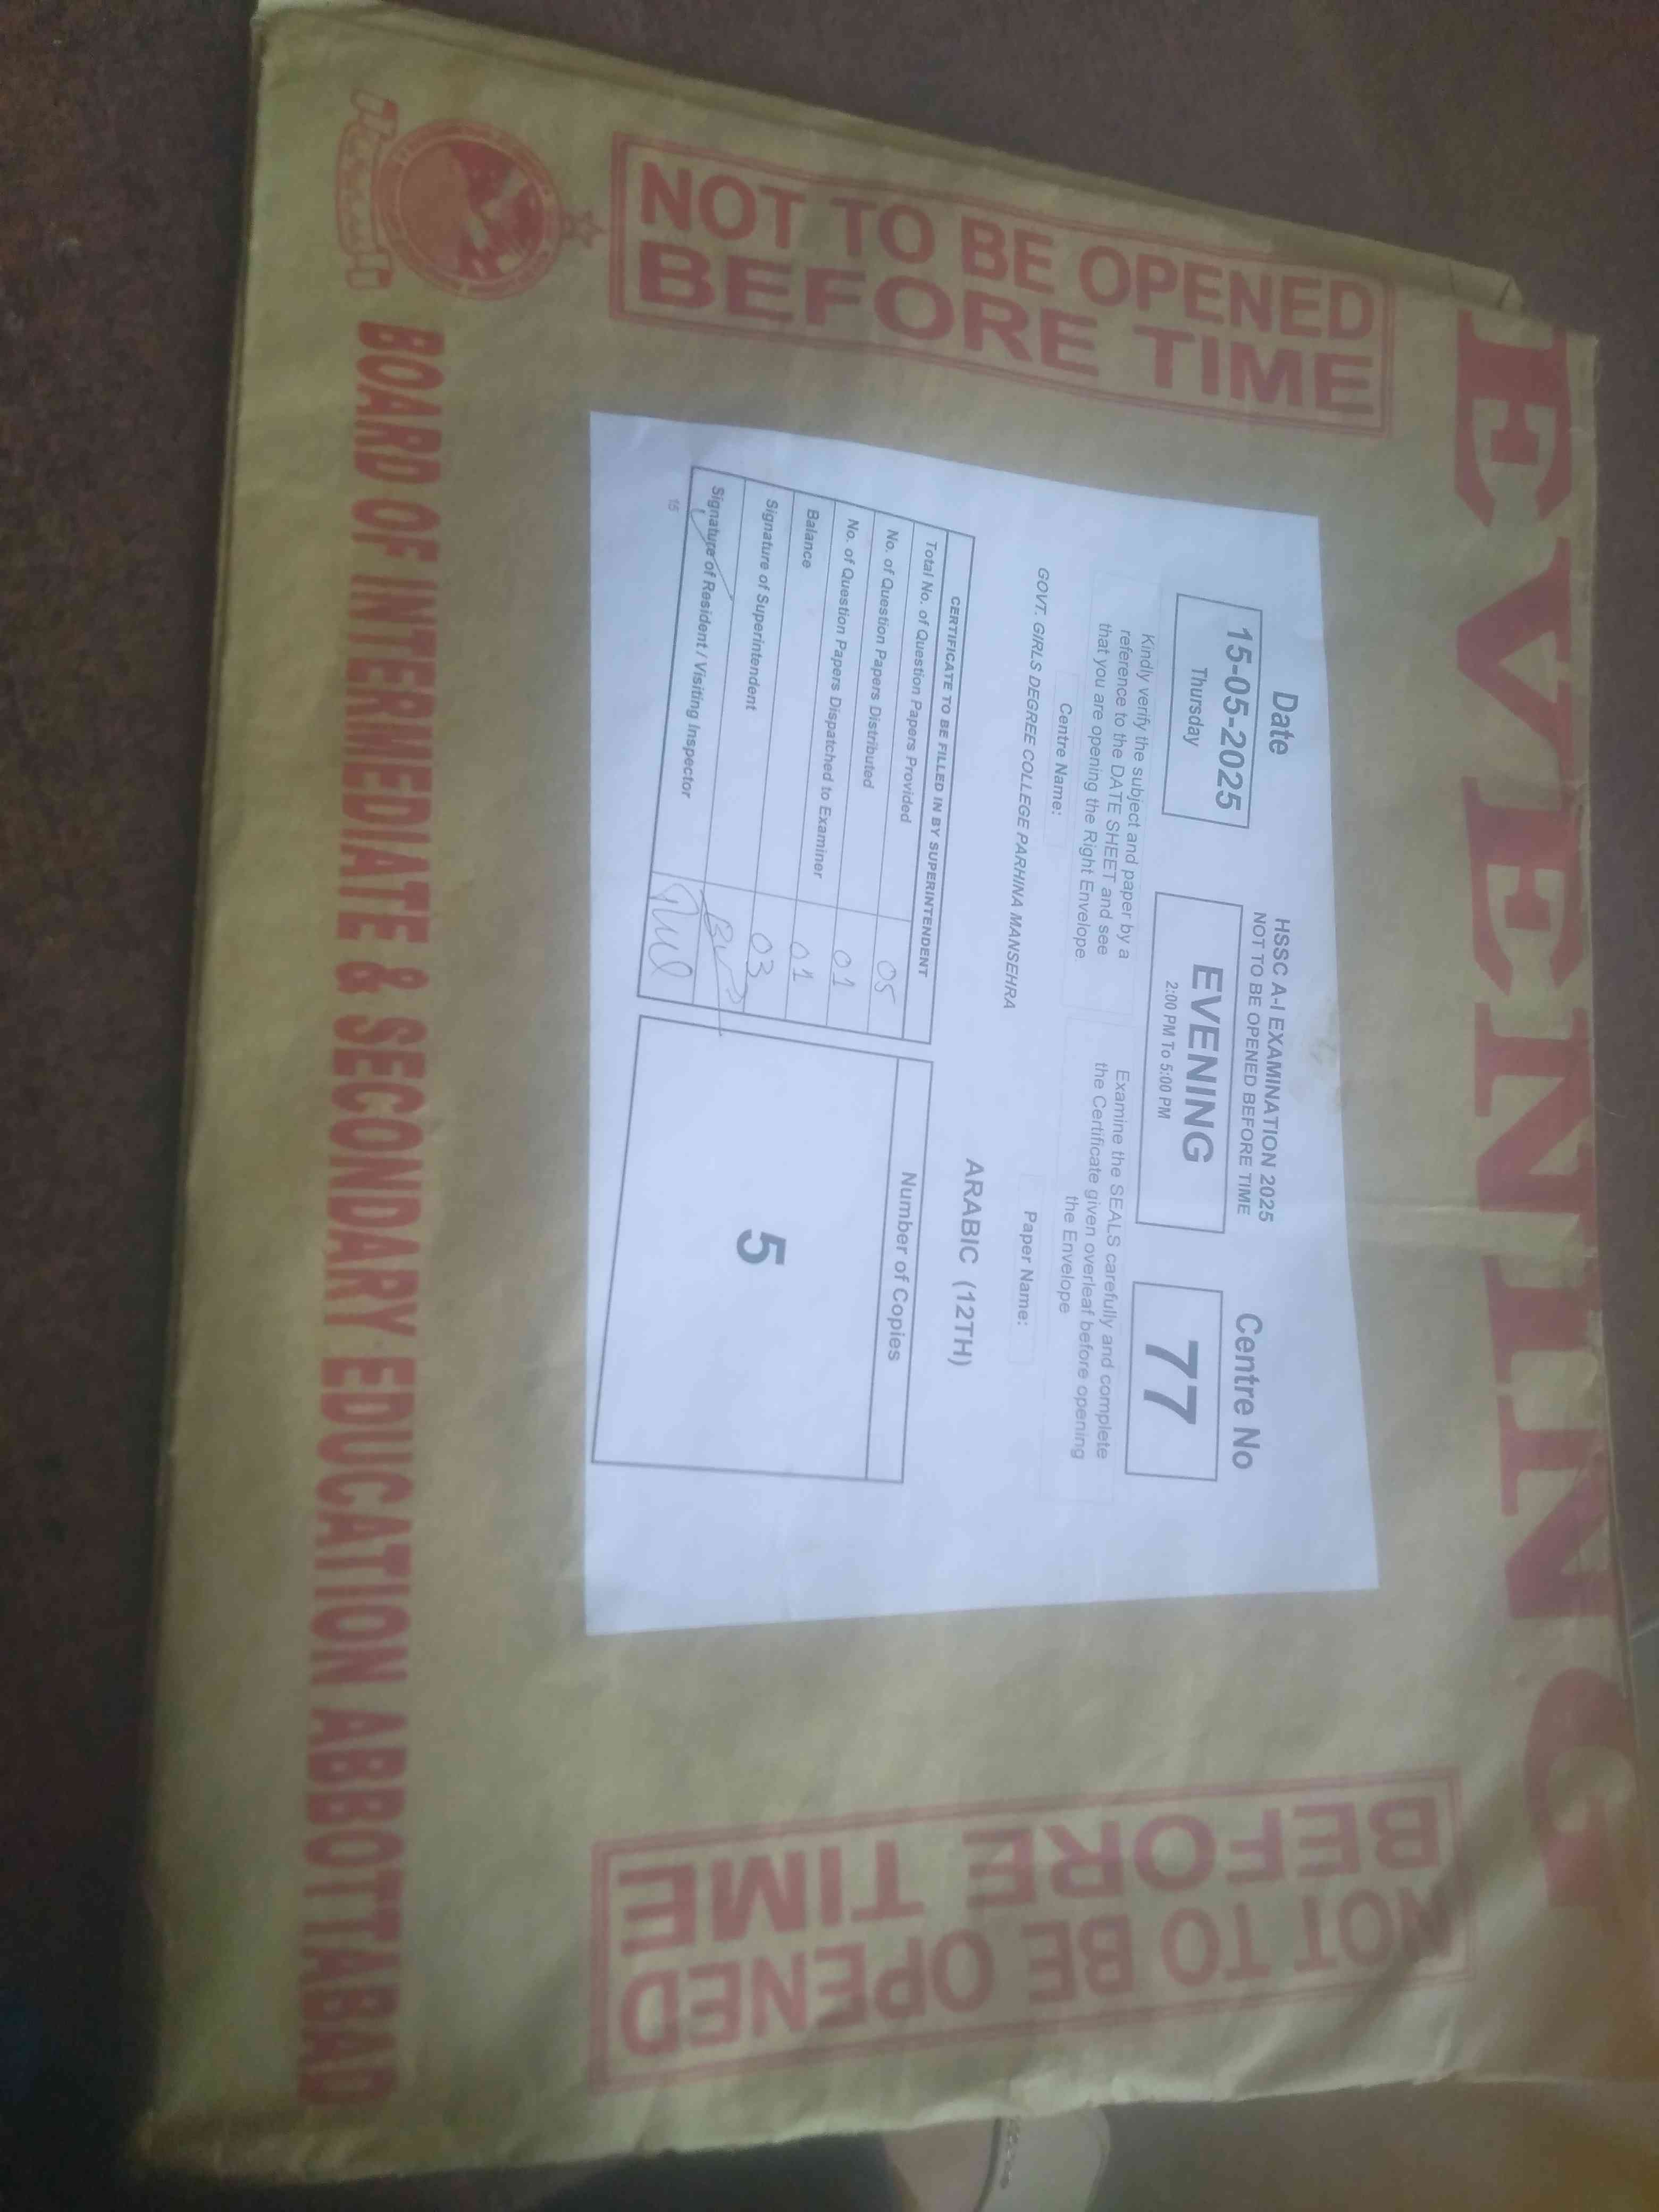 EVENING
NOT TO BE OPENED
BEFORE TIME
Date
15-05-2025
Thursday
HSSC A-I EXAMINATION 2025
NOT TO BE OPENED BEFORE TIME
EVENING
2:00 PM To 5:00 PM
Centre No
77
Kindly verify the subject and paper by a
reference to the DATE SHEET and see
that you are opening the Right Envelope
Examine the SEALS carefully and complete
the Certificate given overleaf before opening
the Envelope
Centre Name:
GOVT. GIRLS DEGREE COLLEGE PARHINA MANSEHRA
Paper Name:
ARABIC (12TH)
CERTIFICATE TO BE FILLED IN BY SUPERINTENDENT
Total No. of Question Papers Provided 05
No. of Question Papers Distributed 01
No. of Question Papers Dispatched to Examiner 01
Balance 03
Signature of Superintendent
Signature of Resident / Visiting Inspector
16
Number of Copies
5
NOT TO BE OPENED
BEFORE TIME
BOARD OF INTERMEDIATE & SECONDARY EDUCATION ABBOTTABAD